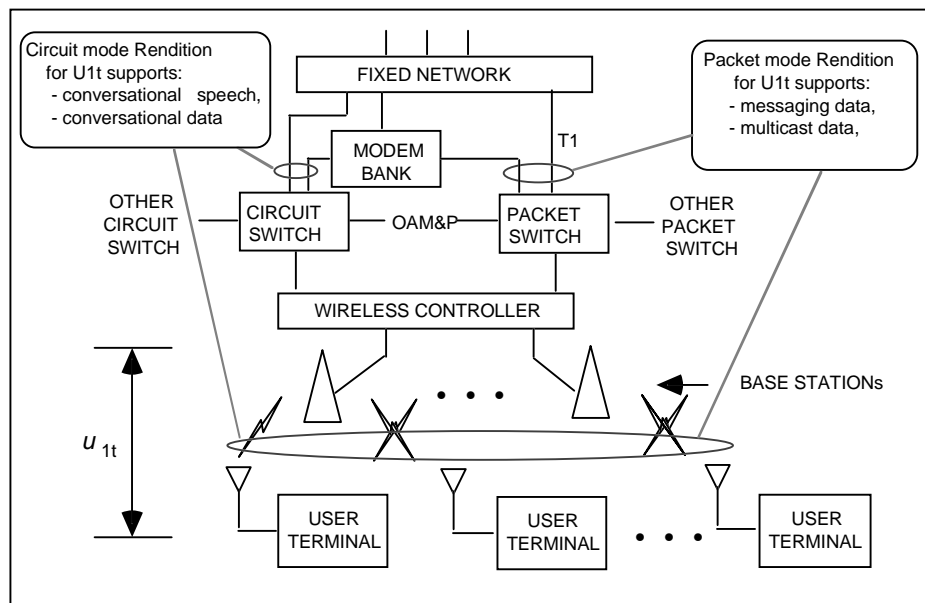 Circuit mode Rendition
for U1t supports:
- conversational speech,
- conversational data
Packet mode Rendition
for U1t supports:
- messaging data,
- multicast data,
FIXED NETWORK
T1
MODEM
BANK
OTHER
CIRCUIT
SWITCH
CIRCUIT
SWITCH
OAM&P
PACKET
SWITCH
OTHER
PACKET
SWITCH
WIRELESS CONTROLLER
BASE STATIONs
u 1t
USER
TERMINAL
USER
TERMINAL
USER
TERMINAL